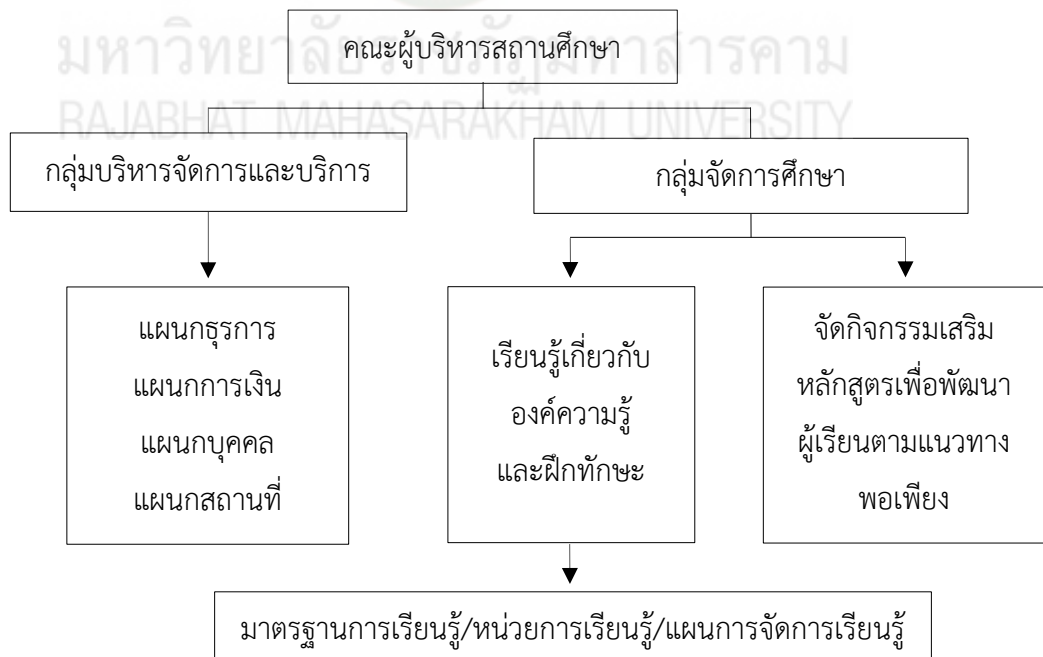 คณะผู้บริหารสถานศึกษา
มหาวิทยาลัยราชภัฏมหาสารคาม
RAJABHAT MAHASARAKHAM UNIVERSITY
กลุ่มบริหารจัดการและบริการ
กลุ่มจัดการศึกษา
แผนกธุรการ
แผนกการเงิน
แผนกบุคคล
แผนกสถานที่
เรียนรู้เกี่ยวกับ
องค์ความรู้
และฝึกทักษะ
จัดกิจกรรมเสริม
หลักสูตรเพื่อพัฒนา
ผู้เรียนตามแนวทาง
พอเพียง
มาตรฐานการเรียนรู้/หน่วยการเรียนรู้/แผนการจัดการเรียนรู้